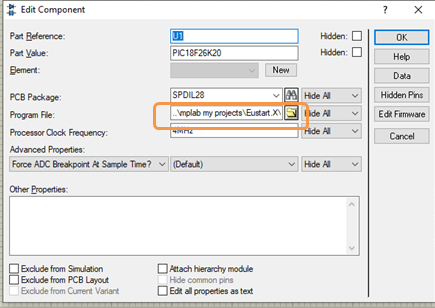 Edit Component
Part Reference: U1 Hidden: OK
Part Value: PIC18F26K20 Hidden: Help
Element: New Data
PCB Package: SPDIL28 Hide All Hidden Pins
Program File: ..\mplab my projects\Eustart.X\ Hide All Edit Firmware
Processor Clock Frequency: 4MHz Hide All Cancel
Advanced Properties:
Force ADC Breakpoint At Sample Time? (Default) Hide All
Other Properties:
Exclude from Simulation Attach hierarchy module
Exclude from PCB Layout Hide common pins
Exclude from Current Variant Edit all properties as text